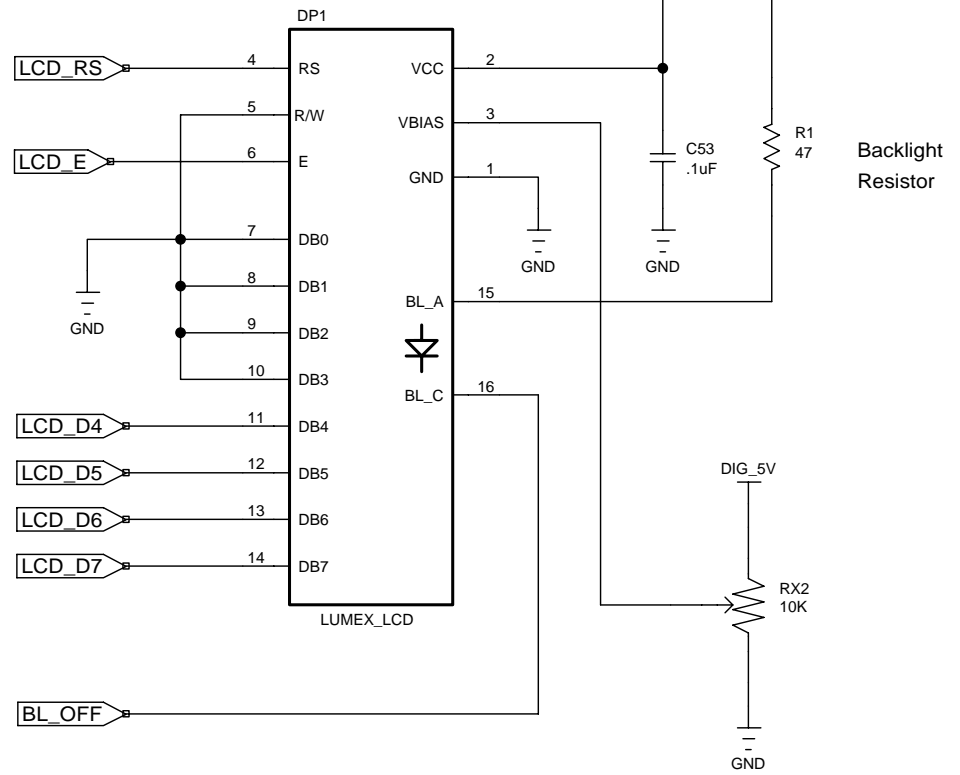 DP1
LCD_RS 4 RS VCC 2
5 R/W VBIAS 3
LCD_E 6 E GND 1
C53
.1uF
R1
47
Backlight
Resistor
7 DB0
GND GND
8 DB1
BL_A 15
GND 9 DB2
10 DB3
BL_C 16
LCD_D4 11 DB4
LCD_D5 12 DB5
DIG_5V
LCD_D6 13 DB6
LCD_D7 14 DB7
RX2
10K
LUMEX_LCD
BL_OFF
GND